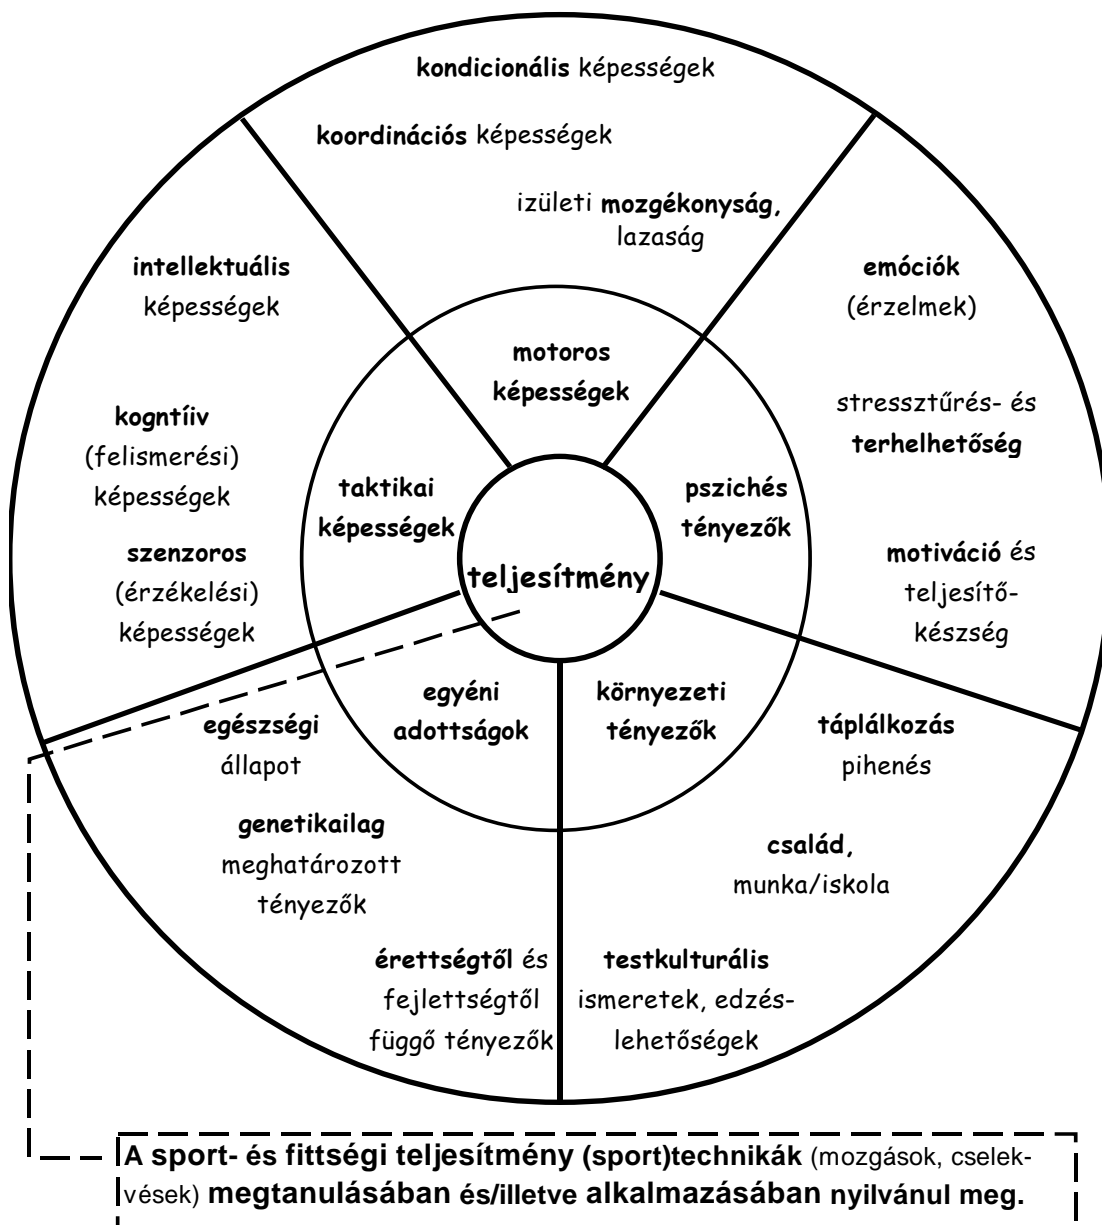 kondicionális képességek
koordinációs képességek
izületi mozgékonyság,
lazaság
intellektuális
képességek
kogntíiv
(felismerési)
képességek
szenzoros
(érzékelési)
képességek
emóciók
(érzelmek)
stressztűrés- és
terhelhetőség
motiváció és
teljesítő-
készség
motoros
képességek
taktikai
képességek
pszichés
tényezők
teljesítmény
egyéni
adottságok
környezeti
tényezők
egészségi
állapot
genetikailag
meghatározott
tényezők
érettségtől és
fejlettségtől
függő tényezők
táplálkozás
pihenés
család,
munka/iskola
testkulturális
ismeretek, edzés-
lehetőségek
A sport- és fittségi teljesítmény (sport)technikák (mozgások, cselek-
vések) megtanulásában és/illetve alkalmazásában nyilvánul meg.